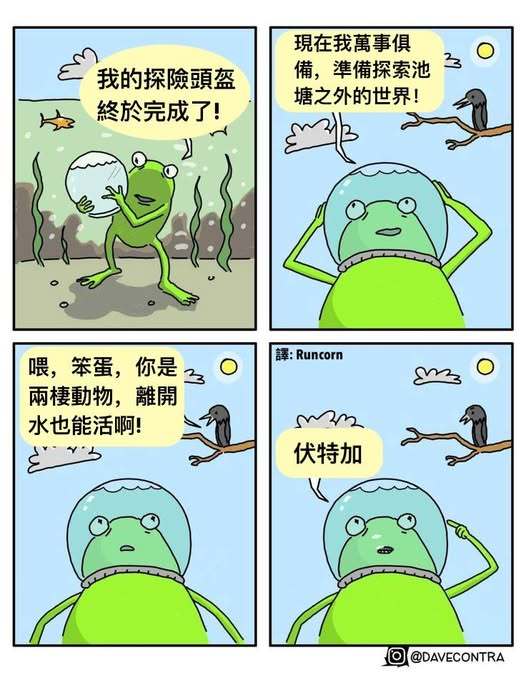 我的探險頭盔
終於完成了!
現在我萬事俱
備，準備探索池
塘之外的世界!
喂，笨蛋，你是
兩棲動物，離開
水也能活啊!
譯: Runcorn
伏特加
@DAVECONTRA